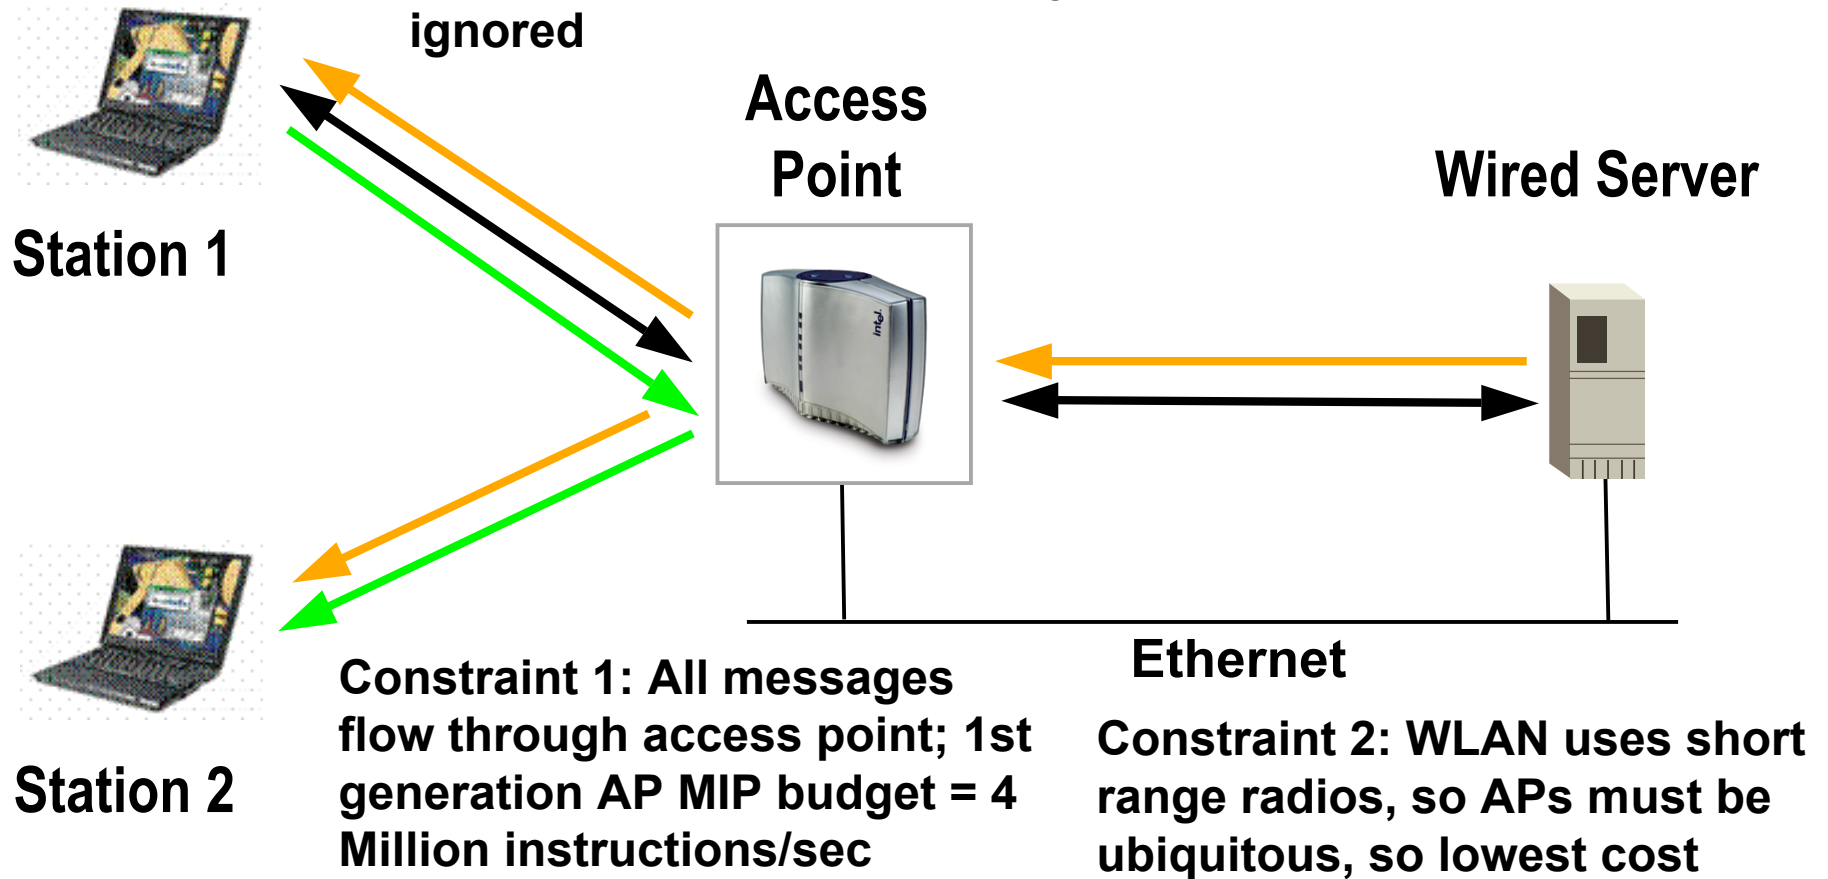 ignored
Access
Point
Wired Server
Station 1
intel.
Ethernet
Constraint 1: All messages
flow through access point; 1st
generation AP MIP budget = 4
Million instructions/sec
Constraint 2: WLAN uses short
range radios, so APs must be
ubiquitous, so lowest cost
Station 2